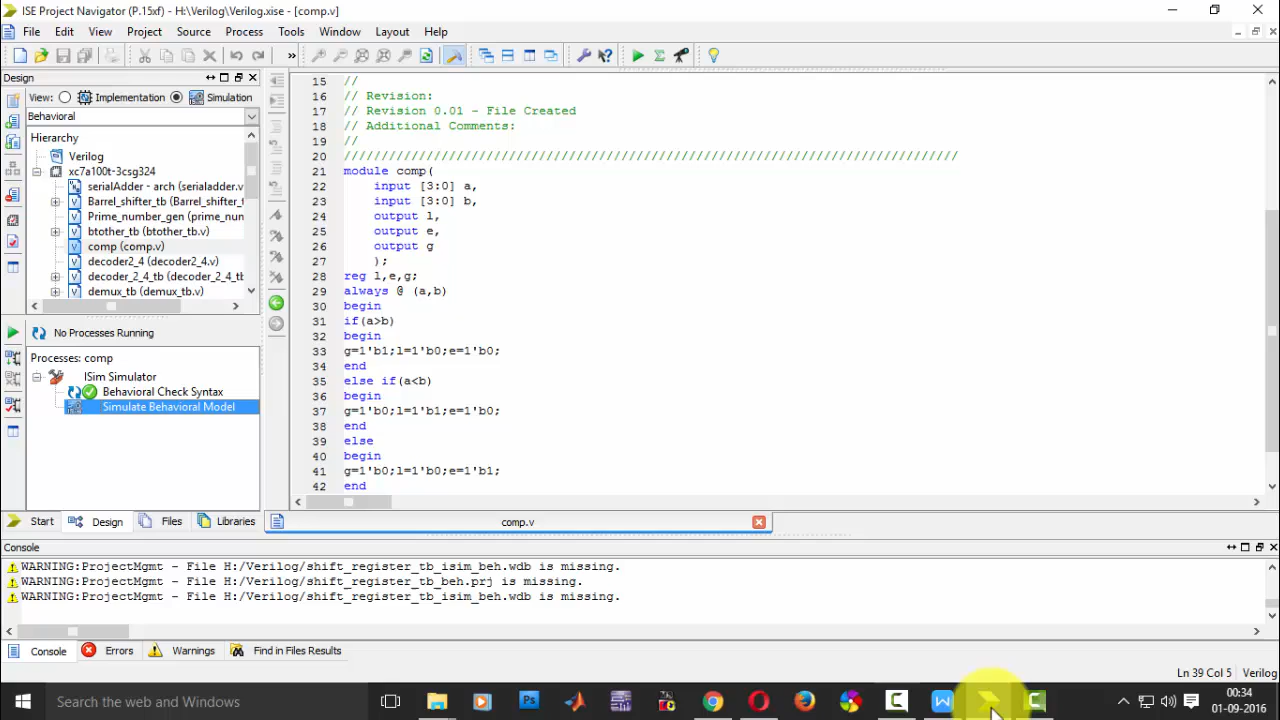 ISE Project Navigator (P.15xf) - H:\Verilog\Verilog.xise - [comp.v]
File Edit View Project Source Process Tools Window Layout Help
Design
View: Implementation Simulation
Behavioral
Hierarchy
Verilog
xc7a100t-3csg324
serialAdder - arch (serialadder.v
Barrel_shifter_tb (Barrel_shifter_t
Prime_number_gen (prime_nun
btother_tb (btother_tb.v)
comp (comp.v)
decoder2_4 (decoder2_4.v)
decoder_2_4_tb (decoder_2_4_tb
demux_tb (demux_tb.v)
No Processes Running
Processes: comp
ISim Simulator
Behavioral Check Syntax
Simulate Behavioral Model
Start Design Files Libraries
15 //
16 // Revision:
17 // Revision 0.01 - File Created
18 // Additional Comments:
19 //
20 //////////////////////////////////////////////////////////////////////////////////
21 module comp(
22 input [3:0] a,
23 input [3:0] b,
24 output l,
25 output e,
26 output g
27 );
28 reg l,e,g;
29 always @ (a,b)
30 begin
31 if(a>b)
32 begin
33 g=1'b1;l=1'b0;e=1'b0;
34 end
35 else if(a<b)
36 begin
37 g=1'b0;l=1'b1;e=1'b0;
38 end
39 else
40 begin
41 g=1'b0;l=1'b0;e=1'b1;
42 end
comp.v
Console
WARNING:ProjectMgmt - File H:/Verilog/shift_register_tb_isim_beh.wdb is missing.
WARNING:ProjectMgmt - File H:/Verilog/shift_register_tb_beh.prj is missing.
WARNING:ProjectMgmt - File H:/Verilog/shift_register_tb_isim_beh.wdb is missing.
Console Errors Warnings Find in Files Results
Ln 39 Col 5 Verilog
Search the web and Windows
00:34
01-09-2016